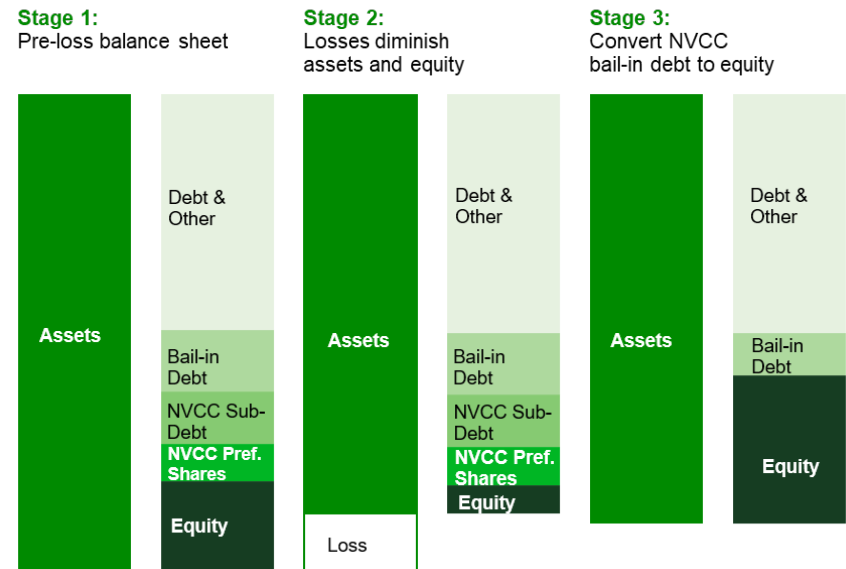 Stage 1:
Pre-loss balance sheet
Stage 2:
Losses diminish
assets and equity
Stage 3:
Convert NVCC
bail-in debt to equity
Assets
Debt &
Other
Bail-in
Debt
NVCC Sub-
Debt
NVCC Pref.
Shares
Equity
Assets
Loss
Debt &
Other
Bail-in
Debt
NVCC Sub-
Debt
NVCC Pref.
Shares
Equity
Assets
Debt &
Other
Bail-in
Debt
Equity